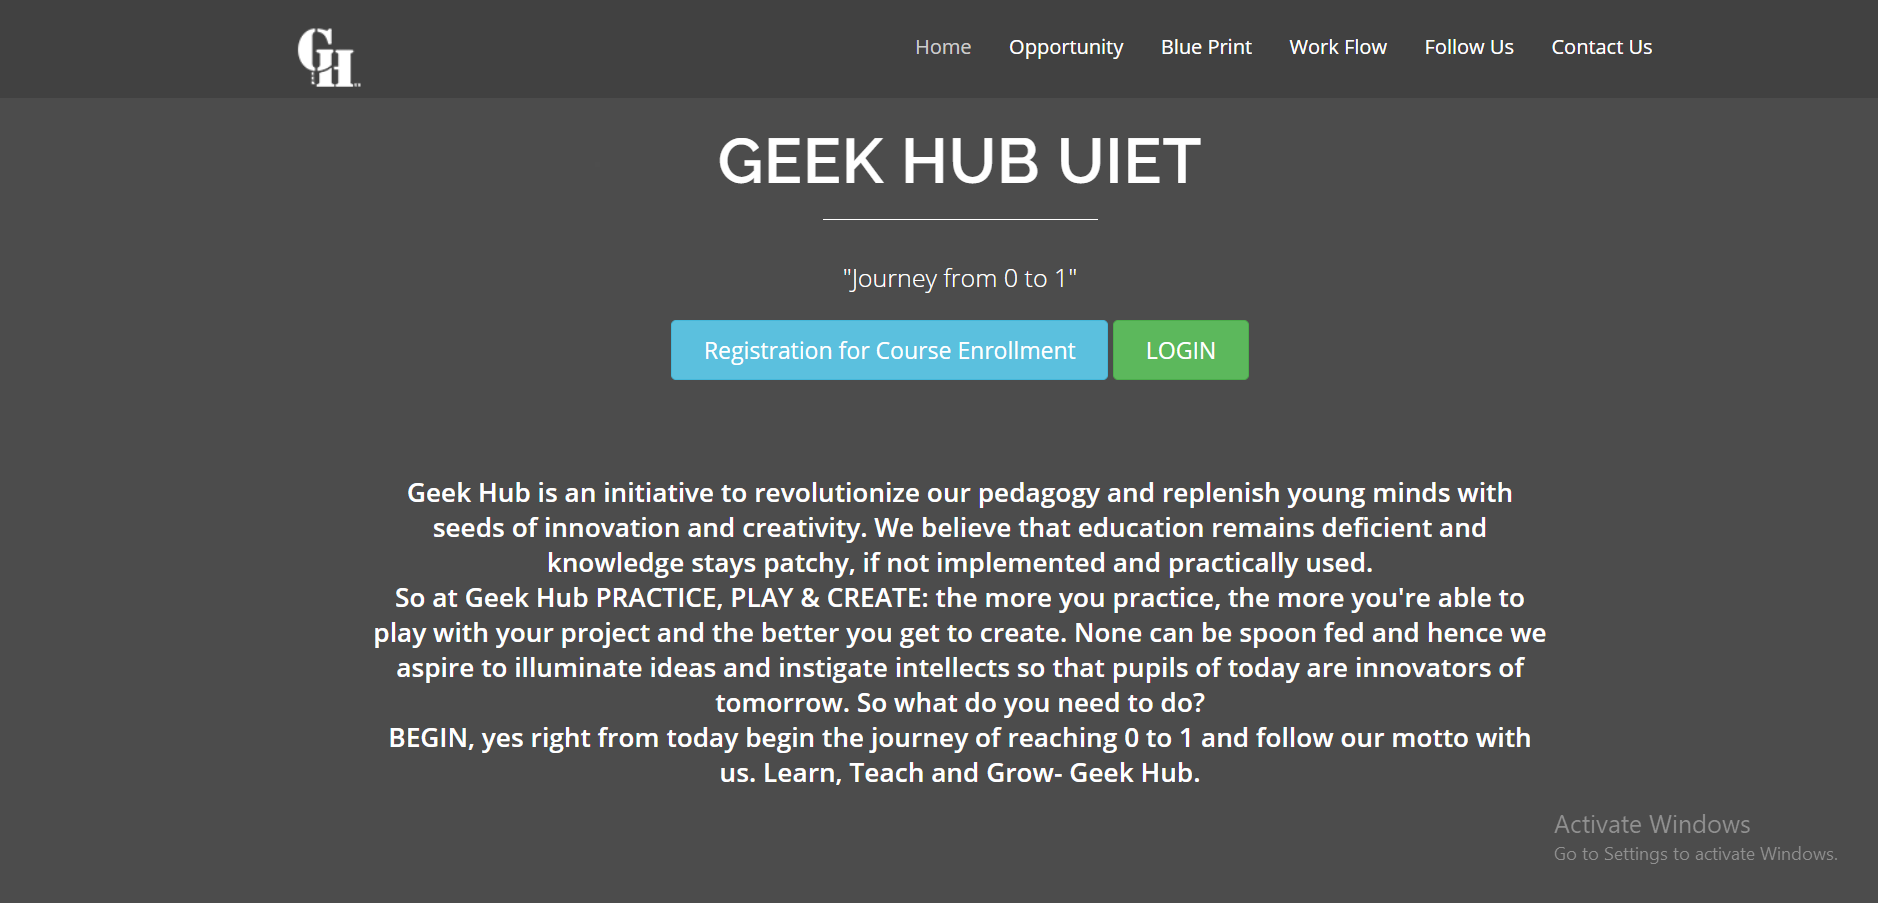 GH
Home Opportunity Blue Print Work Flow Follow Us Contact Us
GEEK HUB UIET
"Journey from 0 to 1"
Registration for Course Enrollment LOGIN
Geek Hub is an initiative to revolutionize our pedagogy and replenish young minds with
seeds of innovation and creativity. We believe that education remains deficient and
knowledge stays patchy, if not implemented and practically used.
So at Geek Hub PRACTICE, PLAY & CREATE: the more you practice, the more you're able to
play with your project and the better you get to create. None can be spoon fed and hence we
aspire to illuminate ideas and instigate intellects so that pupils of today are innovators of
tomorrow. So what do you need to do?
BEGIN, yes right from today begin the journey of reaching 0 to 1 and follow our motto with
us. Learn, Teach and Grow- Geek Hub.
Activate Windows
Go to Settings to activate Windows.